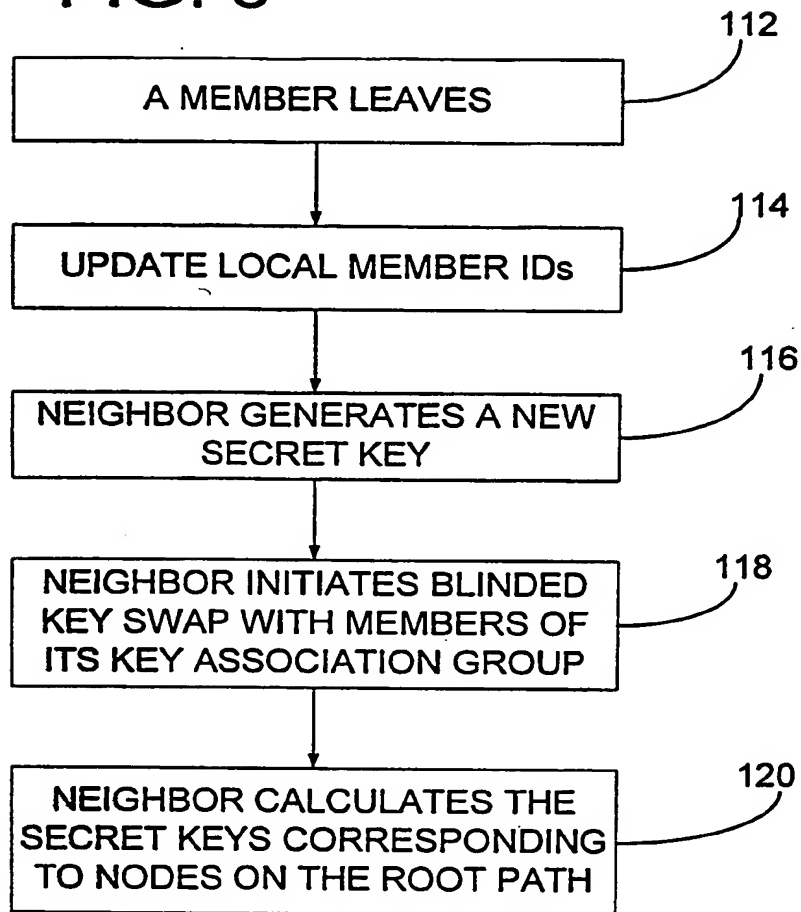 112
A MEMBER LEAVES
114
UPDATE LOCAL MEMBER IDs
116
NEIGHBOR GENERATES A NEW
SECRET KEY
118
NEIGHBOR INITIATES BLINDED
KEY SWAP WITH MEMBERS OF
ITS KEY ASSOCIATION GROUP
120
NEIGHBOR CALCULATES THE
SECRET KEYS CORRESPONDING
TO NODES ON THE ROOT PATH